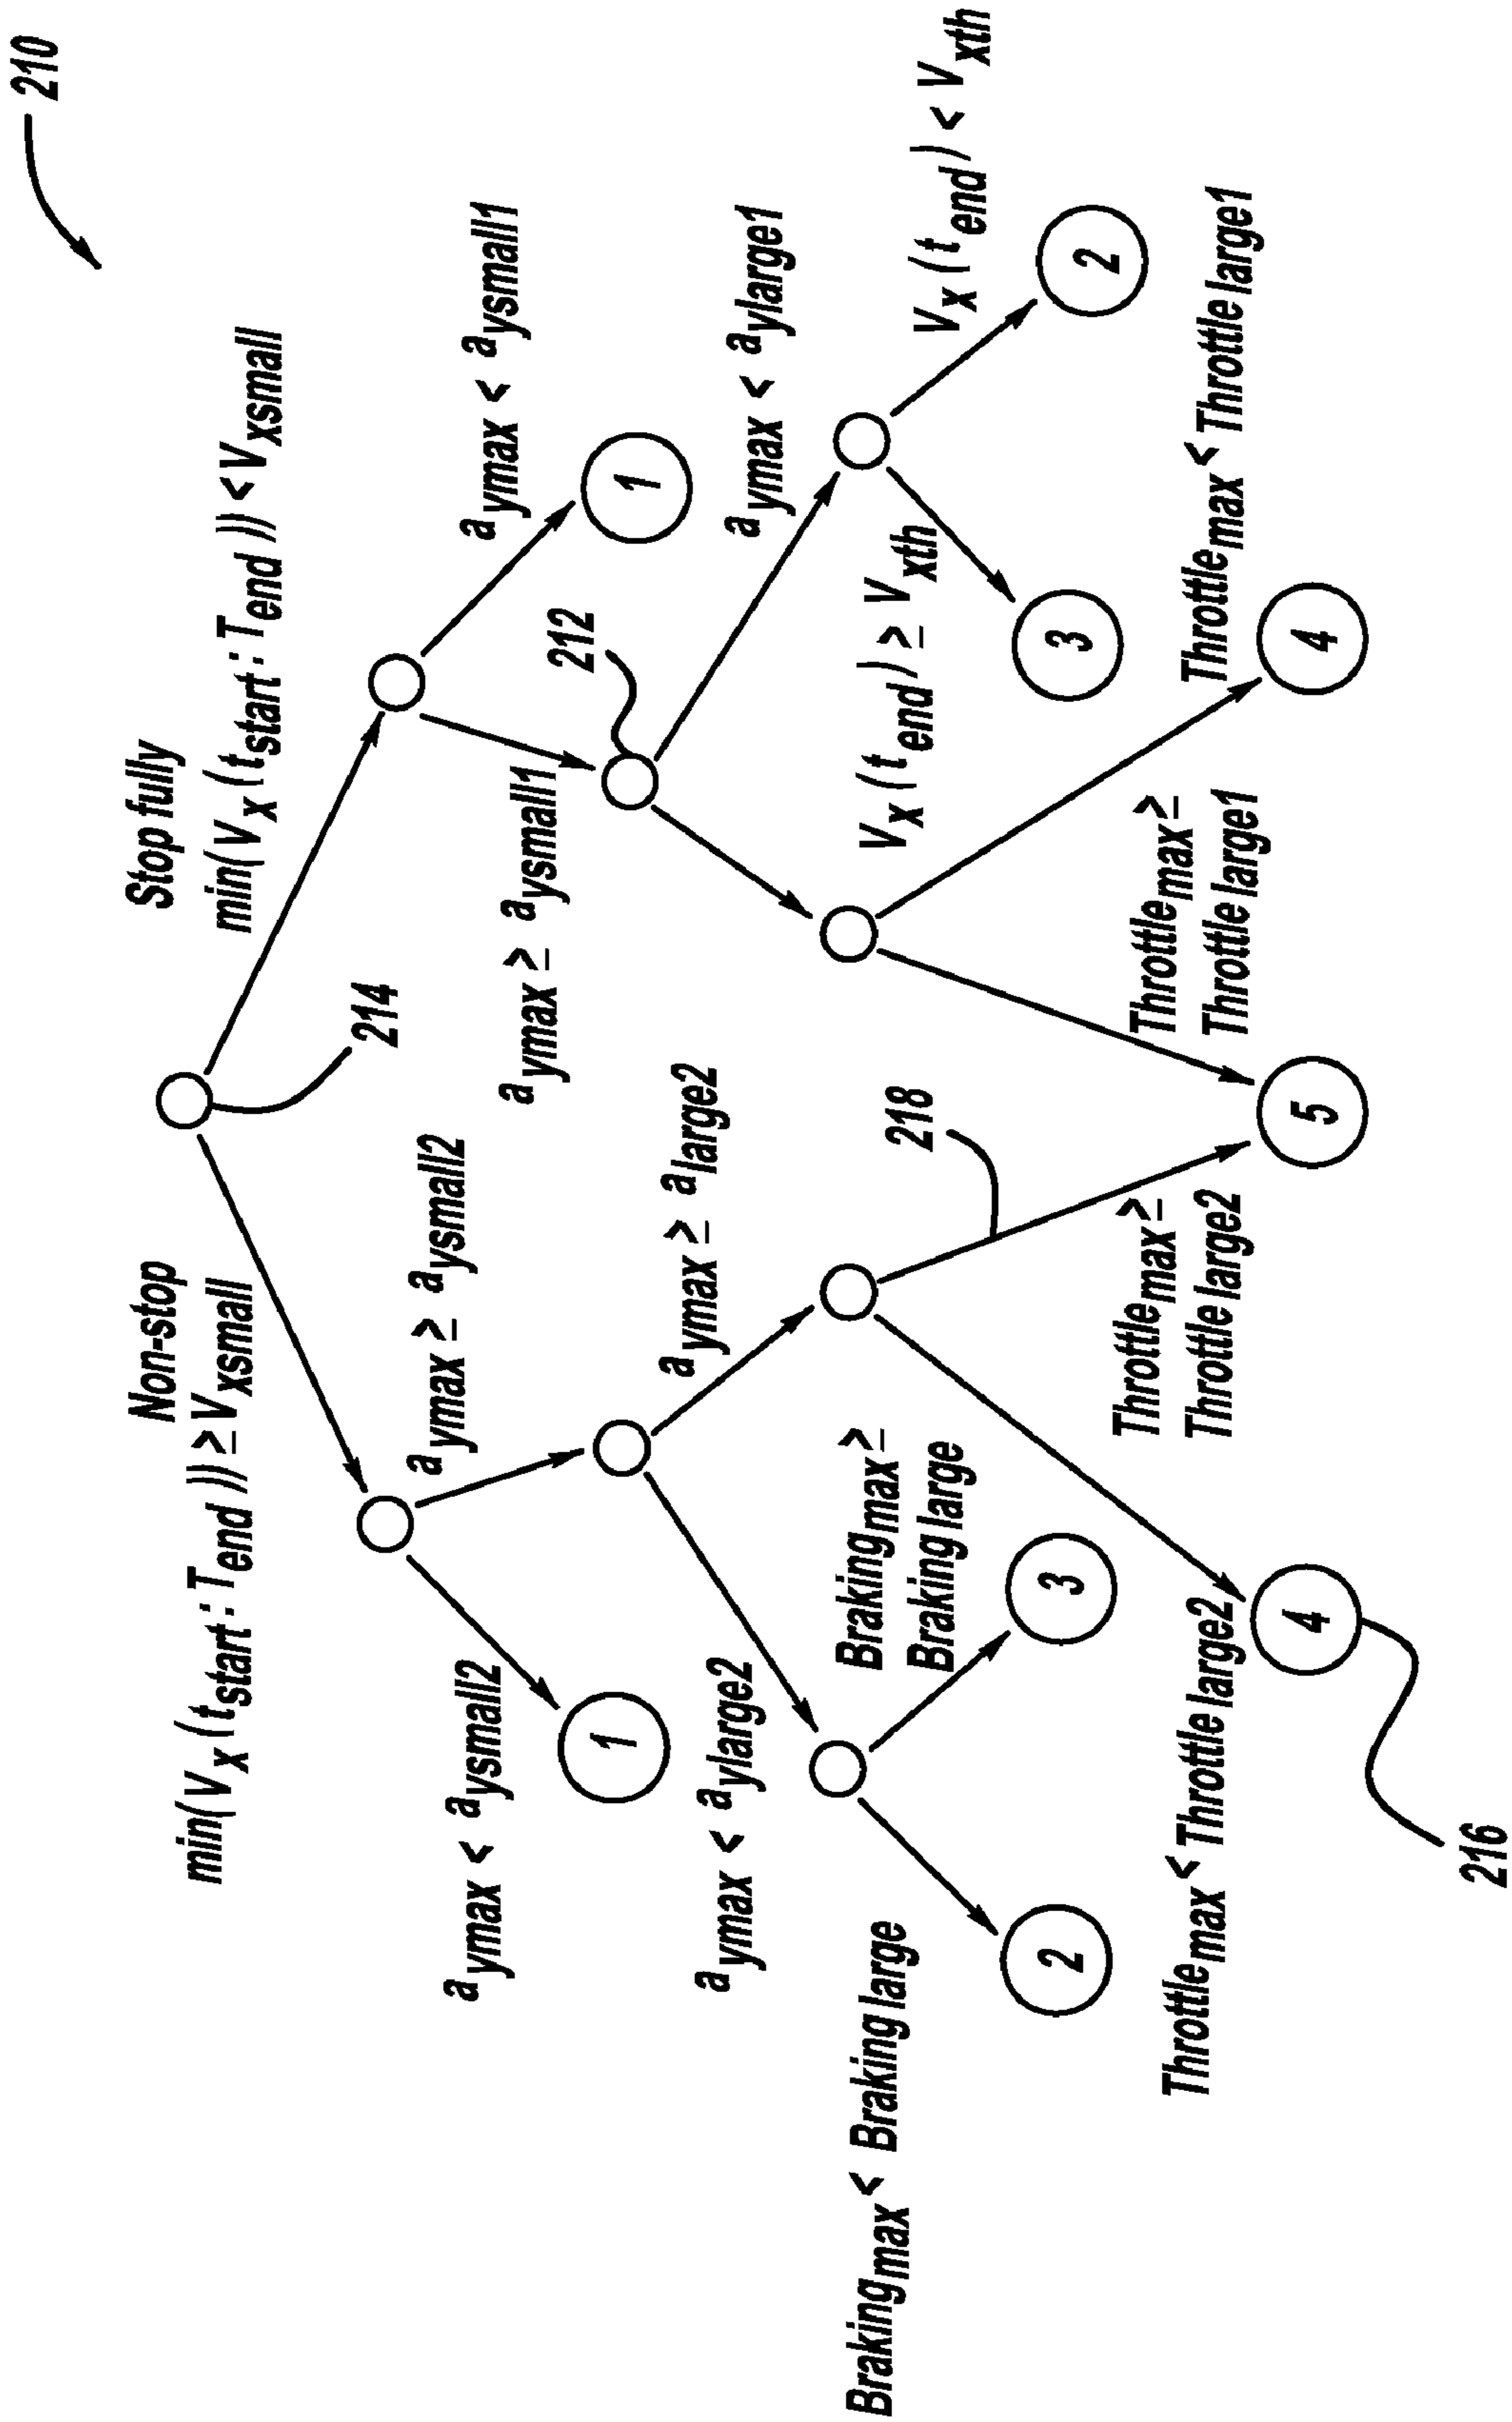 210
Non-stop
min(Vx(tstart:Tend)) ≥ Vxsmall
Stop fully
min(Vx(tstart:Tend)) < Vxsmall
214
aymax < aysmall2
aymax ≥ aysmall2
aymax ≥ aysmall1
aymax < aysmall1
1
1
212
aymax < aylarge2
aymax ≥ alarge2
aymax < aylarge1
Brakingmax < Brakinglarge
Brakingmax ≥
Brakinglarge
218
Vx(tend) ≥ Vxth
Vx(tend) < Vxth
2
3
3
2
Throttlemax < Throttlelarge2
Throttlemax ≥
Throttlelarge2
Throttlemax ≥
Throttlelarge1
Throttlemax < Throttlelarge1
4
5
4
216